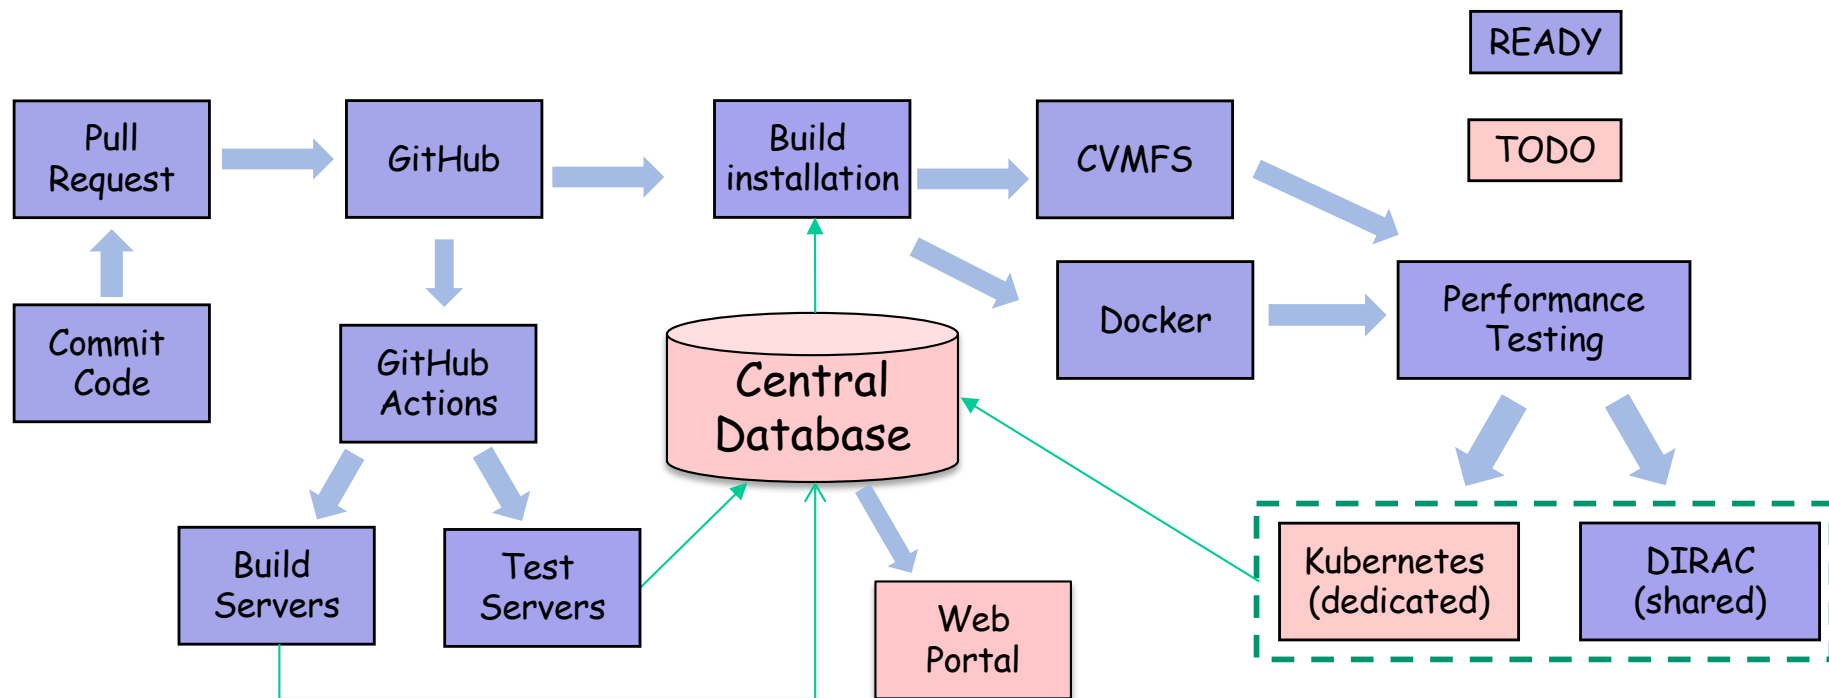 READY
TODO
Pull
Request
GitHub
Build
installation
CVMFS
Commit
Code
GitHub
Actions
Central
Database
Docker
Performance
Testing
Build
Servers
Test
Servers
Web
Portal
Kubernetes
(dedicated)
DIRAC
(shared)